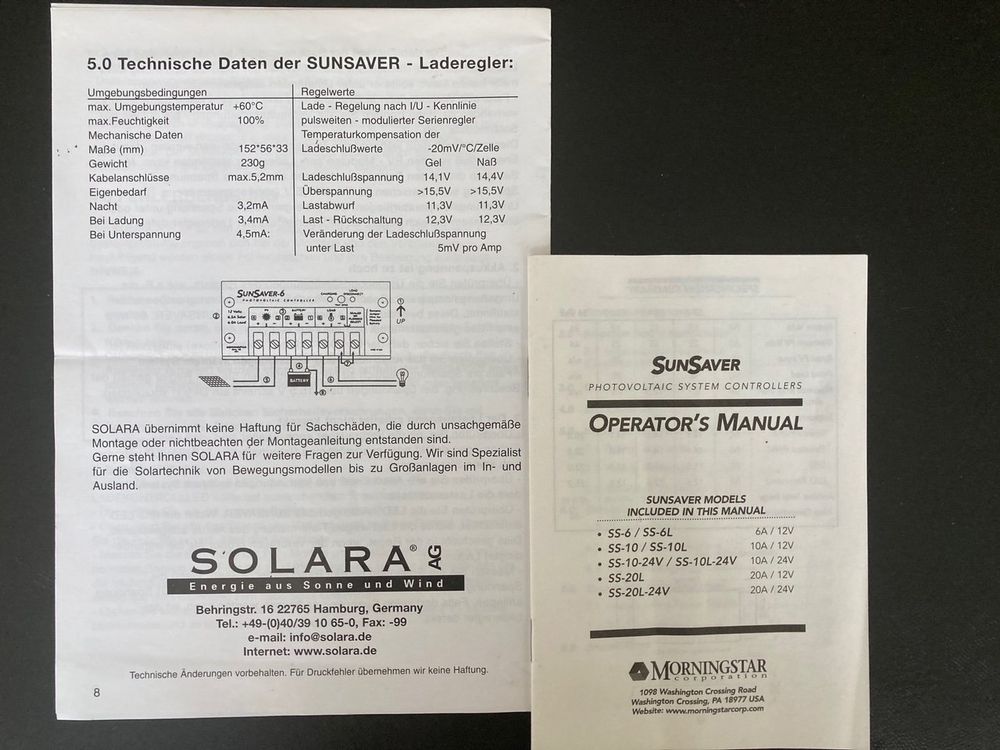 5.0 Technische Daten der SUNSAVER - Laderegler:
Umgebungsbedingungen
max. Umgebungstemperatur +60°C
max.Feuchtigkeit 100%
Mechanische Daten
Maße (mm) 152*56*33
Gewicht 230g
Kabelanschlüsse max.5,2mm
Eigenbedarf
Nacht 3,2mA
Bei Ladung 3,4mA
Bei Unterspannung 4,5mA:
Regelwerte
Lade - Regelung nach I/U - Kennlinie
pulsweiten - modulierter Serienregler
Temperaturkompensation der
Ladeschlußwerte -20mV/°C/Zelle
Gel Naß
Ladeschlußspannung 14,1V 14,4V
Überspannung >15,5V >15,5V
Lastabwurf 11,3V 11,3V
Last - Rückschaltung 12,3V 12,3V
Veränderung der Ladeschlußspannung
unter Last 5mV pro Amp
SUNSAVER-6
PHOTOVOLTAIC CONTROLLER
CHARGING
LOAD
DISCONNECT
12 Volts
BATTERY
LOAD
UP
BATTERY
SOLARA übernimmt keine Haftung für Sachschäden, die durch unsachgemäße
Montage oder nichtbeachten der Montageanleitung entstanden sind.
Gerne steht Ihnen SOLARA für weitere Fragen zur Verfügung. Wir sind Spezialist
für die Solartechnik von Bewegungsmodellen bis zu Großanlagen im In- und
Ausland.
SOLARA® AG
Energie aus Sonne und Wind
Behringstr. 16 22765 Hamburg, Germany
Tel.: +49-(0)40/39 10 65-0, Fax: -99
e-mail: info@solara.de
Internet: www.solara.de
Technische Änderungen vorbehalten. Für Druckfehler übernehmen wir keine Haftung.
8
SUNSAVER
PHOTOVOLTAIC SYSTEM CONTROLLERS
OPERATOR'S MANUAL
SUNSAVER MODELS
INCLUDED IN THIS MANUAL
• SS-6 / SS-6L 6A / 12V
• SS-10 / SS-10L 10A / 12V
• SS-10-24V / SS-10L-24V 10A / 24V
• SS-20L 20A / 12V
• SS-20L-24V 20A / 24V
MORNINGSTAR
corporation
1098 Washington Crossing Road
Washington Crossing, PA 18977 USA
Website: www.morningstarcorp.com